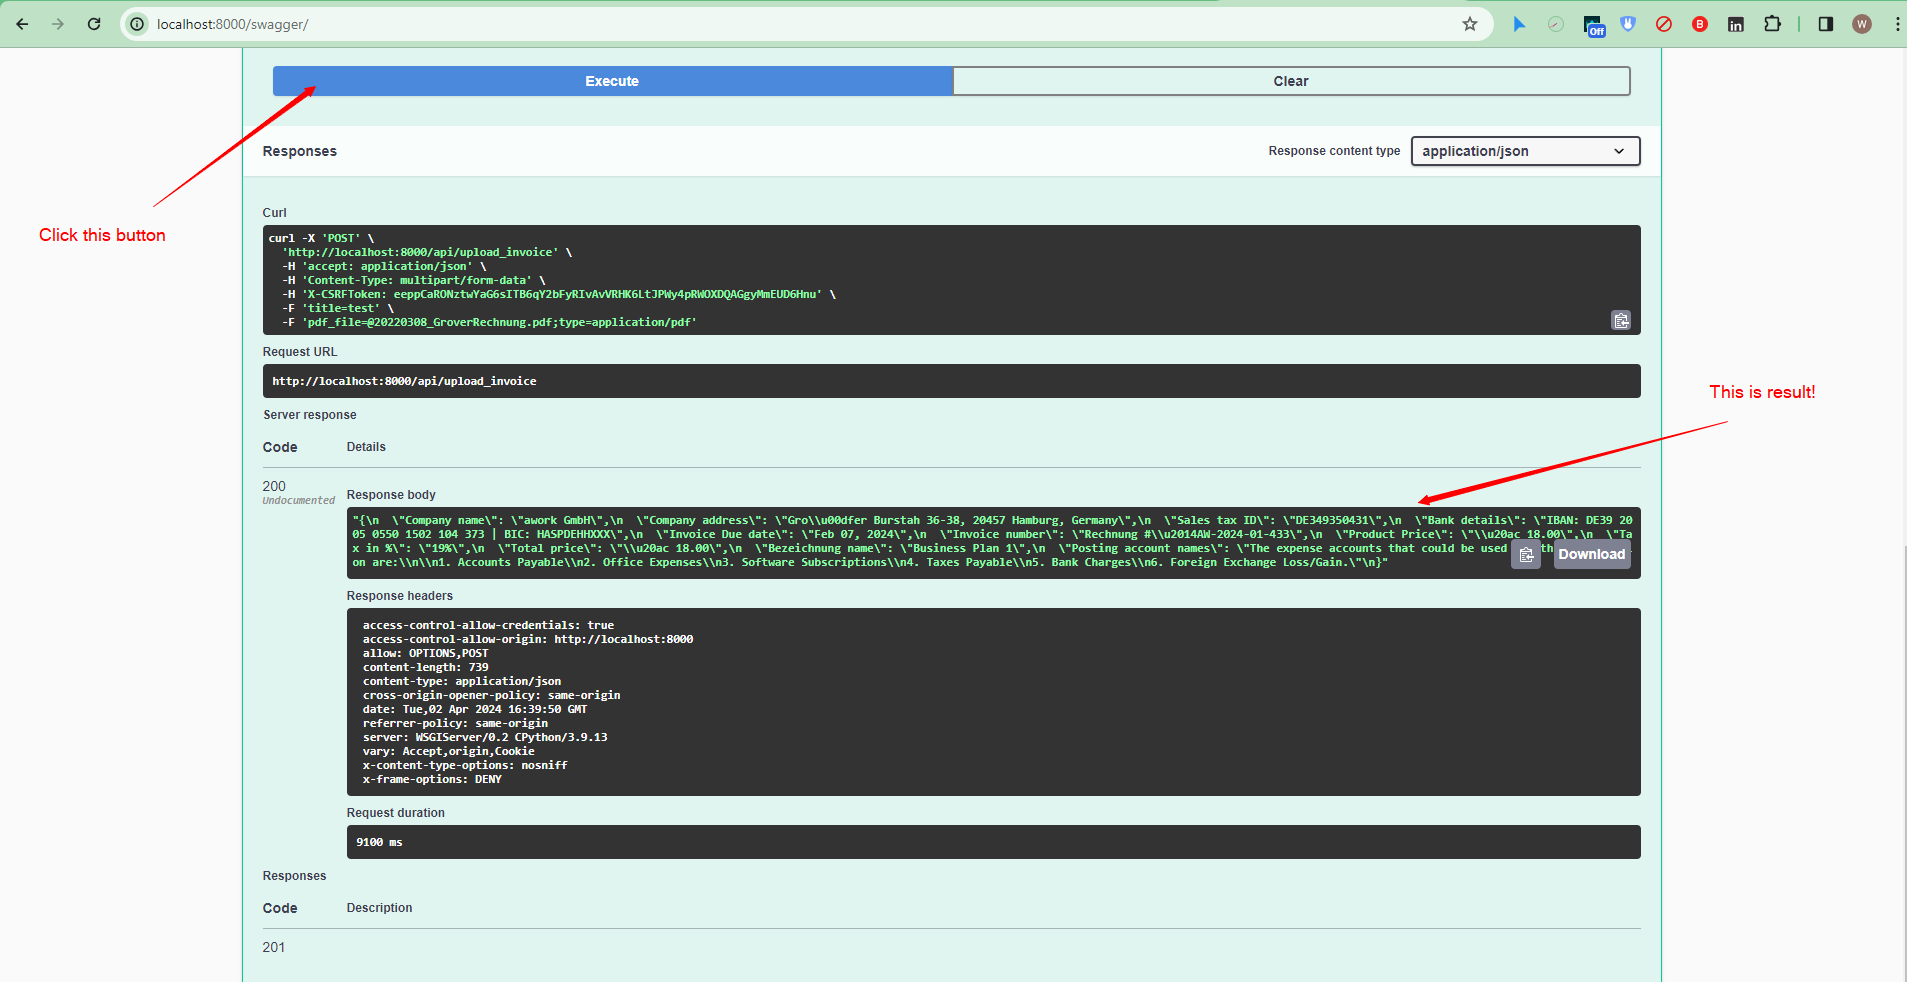 localhost:8000/swagger/
Off
B
in
W
Execute
Clear
Click this button
Responses
Response content type
application/json
Curl
curl -X 'POST' \
'http://localhost:8000/api/upload_invoice' \
-H 'accept: application/json' \
-H 'Content-Type: multipart/form-data' \
-H 'X-CSRFToken: eeppCaRONztwYaG6sITB6qY2bFyRIvAvVRHK6LtJPWy4pRWOXDQAGgyMmEUD6Hnu' \
-F 'title=test' \
-F 'pdf_file=@20220308_GroverRechnung.pdf;type=application/pdf'
Request URL
http://localhost:8000/api/upload_invoice
This is result!
Server response
Code
Details
200
Undocumented
Response body
"{\n  \"Company name\": \"awork GmbH\",\n  \"Company address\": \"Gro\\u00dfer Burstah 36-38, 20457 Hamburg, Germany\",\n  \"Sales tax ID\": \"DE349350431\",\n  \"Bank details\": \"IBAN: DE39 20
05 0550 1502 104 373 | BIC: HASPDEHHXXX\",\n  \"Invoice Due date\": \"Feb 07, 2024\",\n  \"Invoice number\": \"Rechnung #\\u2014AW-2024-01-433\",\n  \"Product Price\": \"\\u20ac 18.00\",\n  \"Ta
x in %\": \"19%\",\n  \"Total price\": \"\\u20ac 18.00\",\n  \"Bezeichnung name\": \"Business Plan 1\",\n  \"Posting account names\": \"The expense accounts that could be used
on are:\\n\\n1. Accounts Payable\\n2. Office Expenses\\n3. Software Subscriptions\\n4. Taxes Payable\\n5. Bank Charges\\n6. Foreign Exchange Loss/Gain.\"\n}"
Download
Response headers
access-control-allow-credentials: true
access-control-allow-origin: http://localhost:8000
allow: OPTIONS,POST
content-length: 739
content-type: application/json
cross-origin-opener-policy: same-origin
date: Tue,02 Apr 2024 16:39:50 GMT
referrer-policy: same-origin
server: WSGIServer/0.2 CPython/3.9.13
vary: Accept,origin,Cookie
x-content-type-options: nosniff
x-frame-options: DENY
Request duration
9100 ms
Responses
Code
Description
201